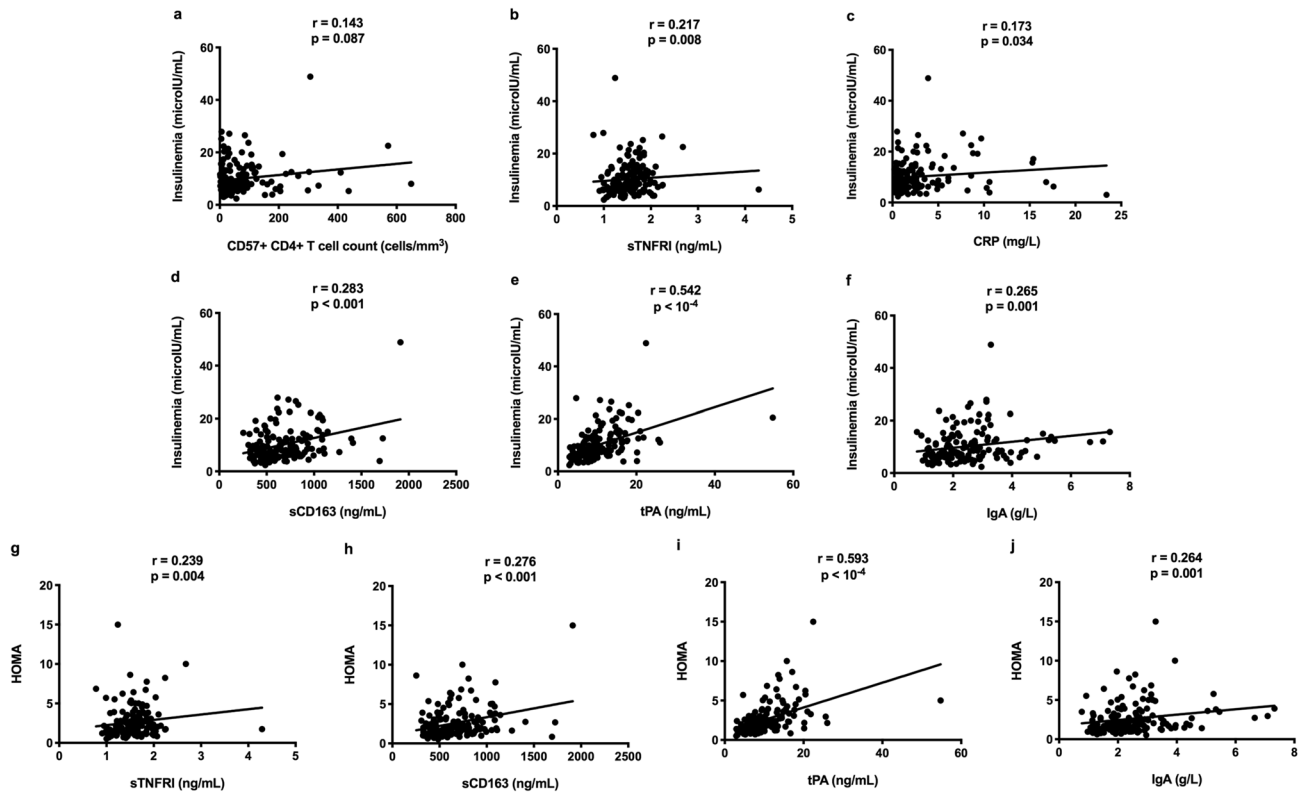 a
r = 0.143
p = 0.087
Insulinemia (microIU/mL)
60
40
20
0
0 200 400 600 800
CD57+ CD4+ T cell count (cells/mm³)
b
r = 0.217
p = 0.008
Insulinemia (microIU/mL)
60
40
20
0
0 1 2 3 4 5
sTNFRI (ng/mL)
c
r = 0.173
p = 0.034
Insulinemia (microIU/mL)
60
40
20
0
0 5 10 15 20 25
CRP (mg/L)
d
r = 0.283
p < 0.001
Insulinemia (microIU/mL)
60
40
20
0
0 500 1000 1500 2000 2500
sCD163 (ng/mL)
e
r = 0.542
p < 10⁻⁴
Insulinemia (microIU/mL)
60
40
20
0
0 20 40 60
tPA (ng/mL)
f
r = 0.265
p = 0.001
Insulinemia (microIU/mL)
60
40
20
0
0 2 4 6 8
IgA (g/L)
g
r = 0.239
p = 0.004
HOMA
20
15
10
5
0
0 1 2 3 4 5
sTNFRI (ng/mL)
h
r = 0.276
p < 0.001
HOMA
20
15
10
5
0
0 500 1000 1500 2000 2500
sCD163 (ng/mL)
i
r = 0.593
p < 10⁻⁴
HOMA
20
15
10
5
0
0 20 40 60
tPA (ng/mL)
j
r = 0.264
p = 0.001
HOMA
20
15
10
5
0
0 2 4 6 8
IgA (g/L)